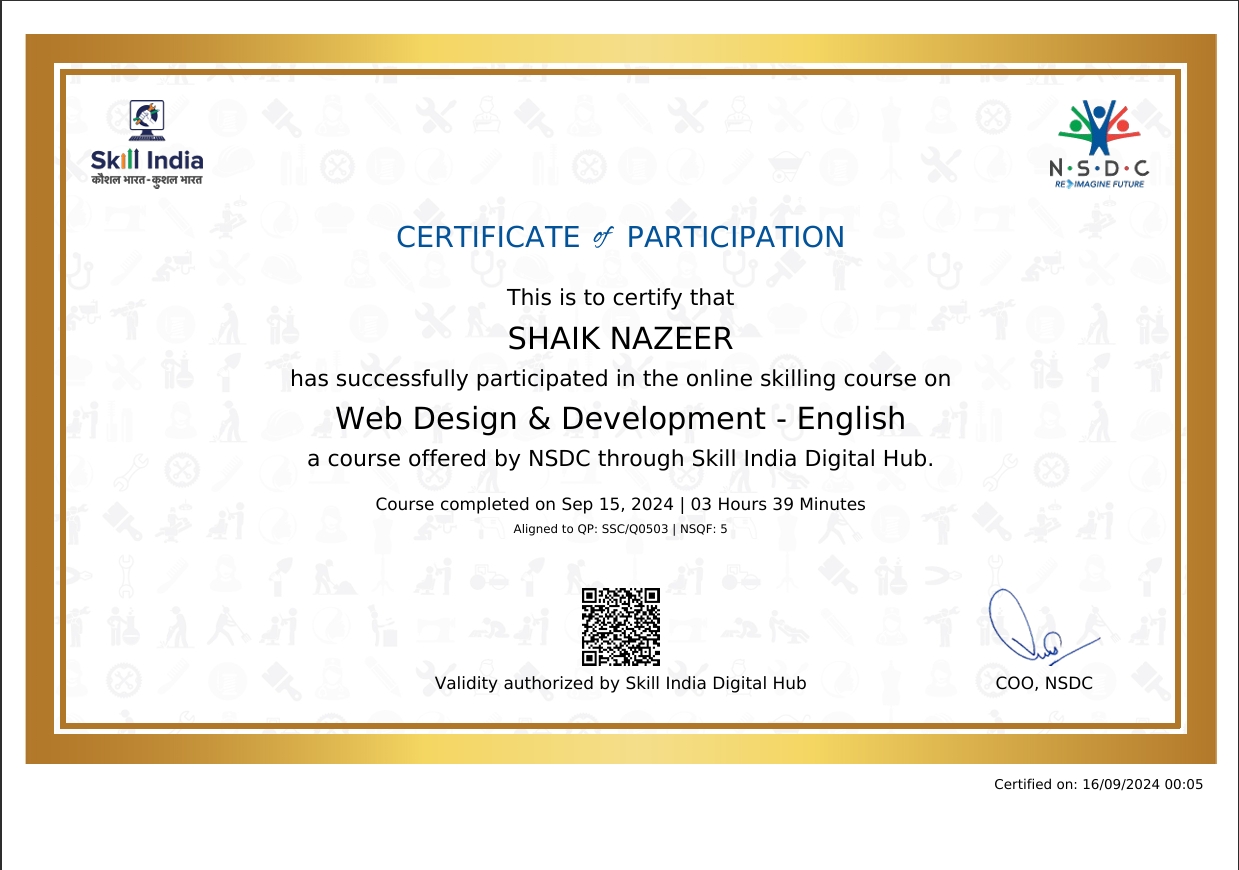 Skill India
कौशल भारत-कुशल भारत
N·S·D·C
RE IMAGINE FUTURE
CERTIFICATE of PARTICIPATION
This is to certify that
SHAIK NAZEER
has successfully participated in the online skilling course on
Web Design & Development - English
a course offered by NSDC through Skill India Digital Hub.
Course completed on Sep 15, 2024 | 03 Hours 39 Minutes
Aligned to QP: SSC/Q0503 | NSQF: 5
Validity authorized by Skill India Digital Hub
COO, NSDC
Certified on: 16/09/2024 00:05